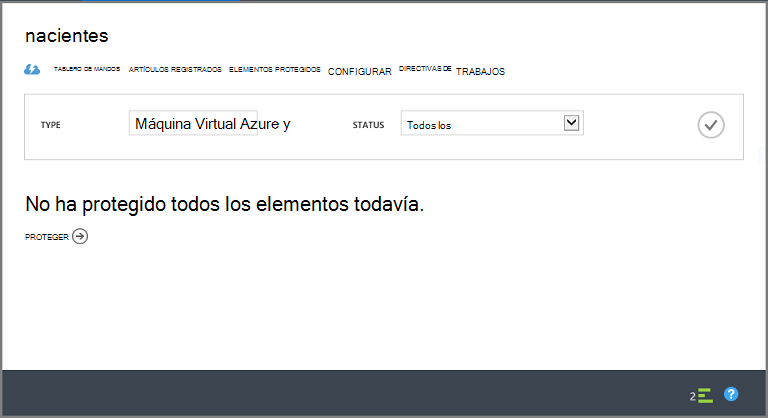 nacientes
TABLERO DE MANDOS ARTÍCULOS REGISTRADOS ELEMENTOS PROTEGIDOS CONFIGURAR DIRECTIVAS DE TRABAJOS
TYPE Máquina Virtual Azure y STATUS Todos los
No ha protegido todos los elementos todavía.
PROTEGER
2 ?